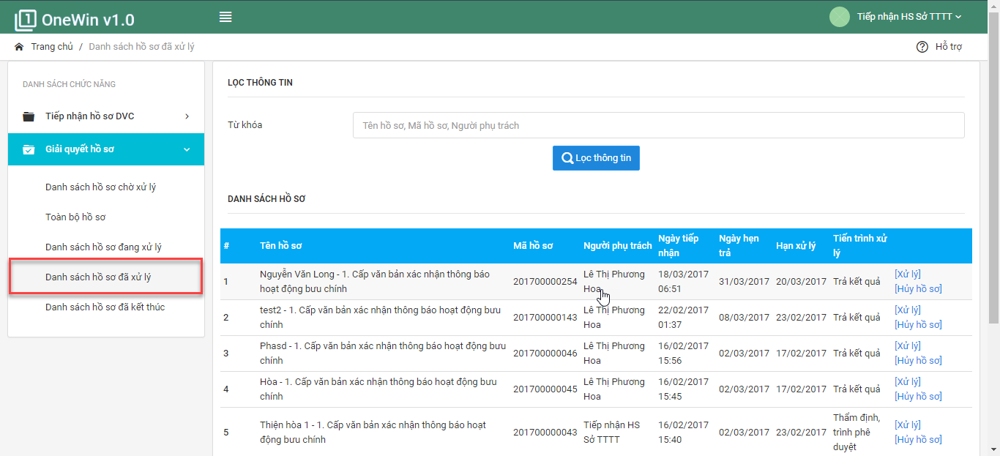 1 OneWin v1.0
Tiếp nhận HS Sở TTTT
Trang chủ / Danh sách hồ sơ đã xử lý
? Hỗ trợ
DANH SÁCH CHỨC NĂNG
Tiếp nhận hồ sơ DVC
Giải quyết hồ sơ
Danh sách hồ sơ chờ xử lý
Toàn bộ hồ sơ
Danh sách hồ sơ đang xử lý
Danh sách hồ sơ đã xử lý
Danh sách hồ sơ đã kết thúc
LỌC THÔNG TIN
Từ khóa
Tên hồ sơ, Mã hồ sơ, Người phụ trách
Lọc thông tin
DANH SÁCH HỒ SƠ
# Tên hồ sơ Mã hồ sơ Người phụ trách Ngày tiếp Ngày hẹn Hạn xử lý Tiến trình xử
nhận trả lý
Nguyễn Văn Long - 1. Cấp văn bản xác nhận thông báo Lê Thị Phương 18/03/2017 [Xử lý]
1 201700000254 31/03/2017 20/03/2017 Trả kết quả
hoạt động bưu chính Hoa 06:51 [Hủy hồ sơ]
test2 - 1. Cấp văn bản xác nhận thông báo hoạt động bưu Lê Thị Phương 22/02/2017 [Xử lý]
2 201700000143 08/03/2017 23/02/2017 Trả kết quả
chính Hoa 01:37 [Hủy hồ sơ]
Phasd - 1. Cấp văn bản xác nhận thông báo hoạt động bưu Lê Thị Phương 16/02/2017 [Xử lý]
3 201700000046 02/03/2017 17/02/2017 Trả kết quả
chính Hoa 15:56 [Hủy hồ sơ]
Hòa - 1. Cấp văn bản xác nhận thông báo hoạt động bưu Lê Thị Phương 16/02/2017 [Xử lý]
4 201700000045 02/03/2017 17/02/2017 Trả kết quả
chính Hoa 15:45 [Hủy hồ sơ]
Thẩm định,
Thiện hòa 1 - 1. Cấp văn bản xác nhận thông báo hoạt Tiếp nhận HS 16/02/2017 [Xử lý]
5 201700000043 02/03/2017 23/02/2017 trình phê
động bưu chính Sở TTTT 15:40 [Hủy hồ sơ]
duyệt